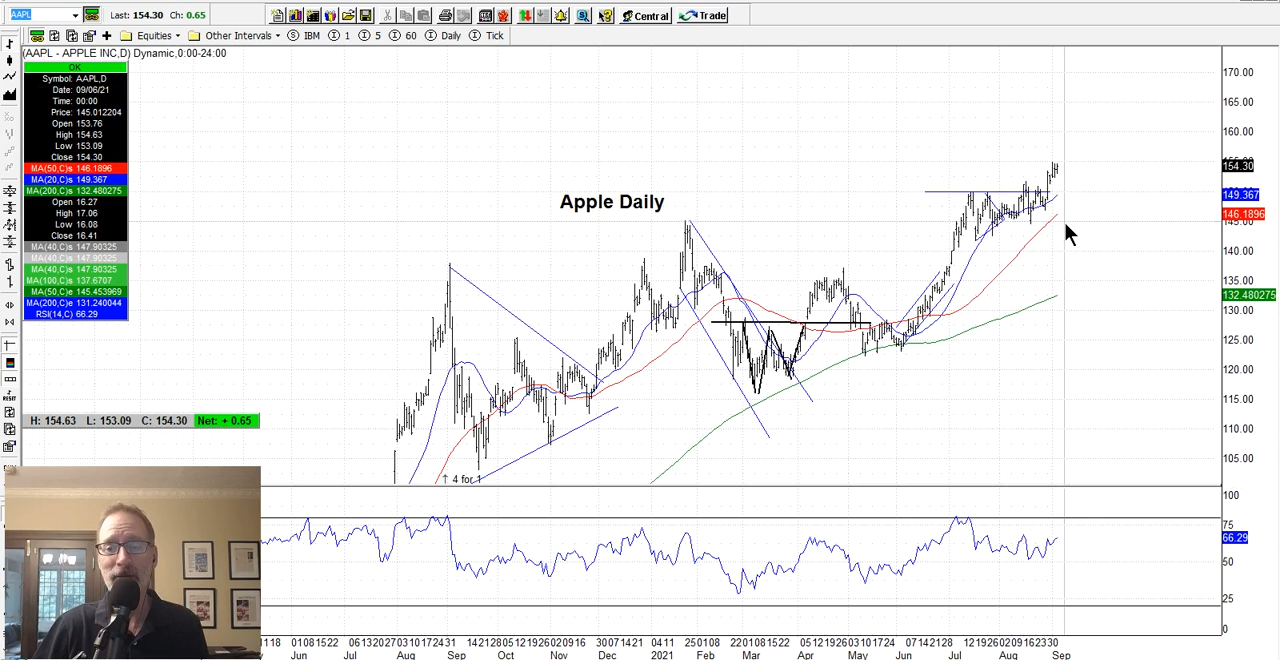 AAPL Last: 154.30 Ch: 0.65 Central Trade
Equities Other Intervals IBM 1 5 60 Daily Tick
(AAPL - APPLE INC,D) Dynamic,0:00-24:00
OK
Symbol: AAPL,D
Date: 09/06/21
Time: 00:00
Price: 145.012204
Open 153.76
High 154.63
Low 153.09
Close 154.30
MA(50,C)s 146.1896
MA(20,C)s 149.367
MA(200,C)s 132.480275
Open 16.27
High 17.06
Low 16.08
Close 16.41
MA(40,C)s 147.90325
MA(40,C)s 147.90325
MA(40,C)s 147.90325
MA(100,C)s 137.6707
MA(50,C)e 145.453969
MA(200,C)e 131.240044
RSI(14,C) 66.29
H: 154.63 L: 153.09 C: 154.30 Net: + 0.65
Apple Daily
4 for 1
170.00
165.00
160.00
154.30
149.367
146.1896
140.00
135.00
132.480275
130.00
125.00
120.00
115.00
110.00
105.00
100
75
66.29
50
25
0
RESET
Jun Jul Aug Sep Oct Nov Dec 2021 Feb Mar Apr May Jun Jul Aug Sep